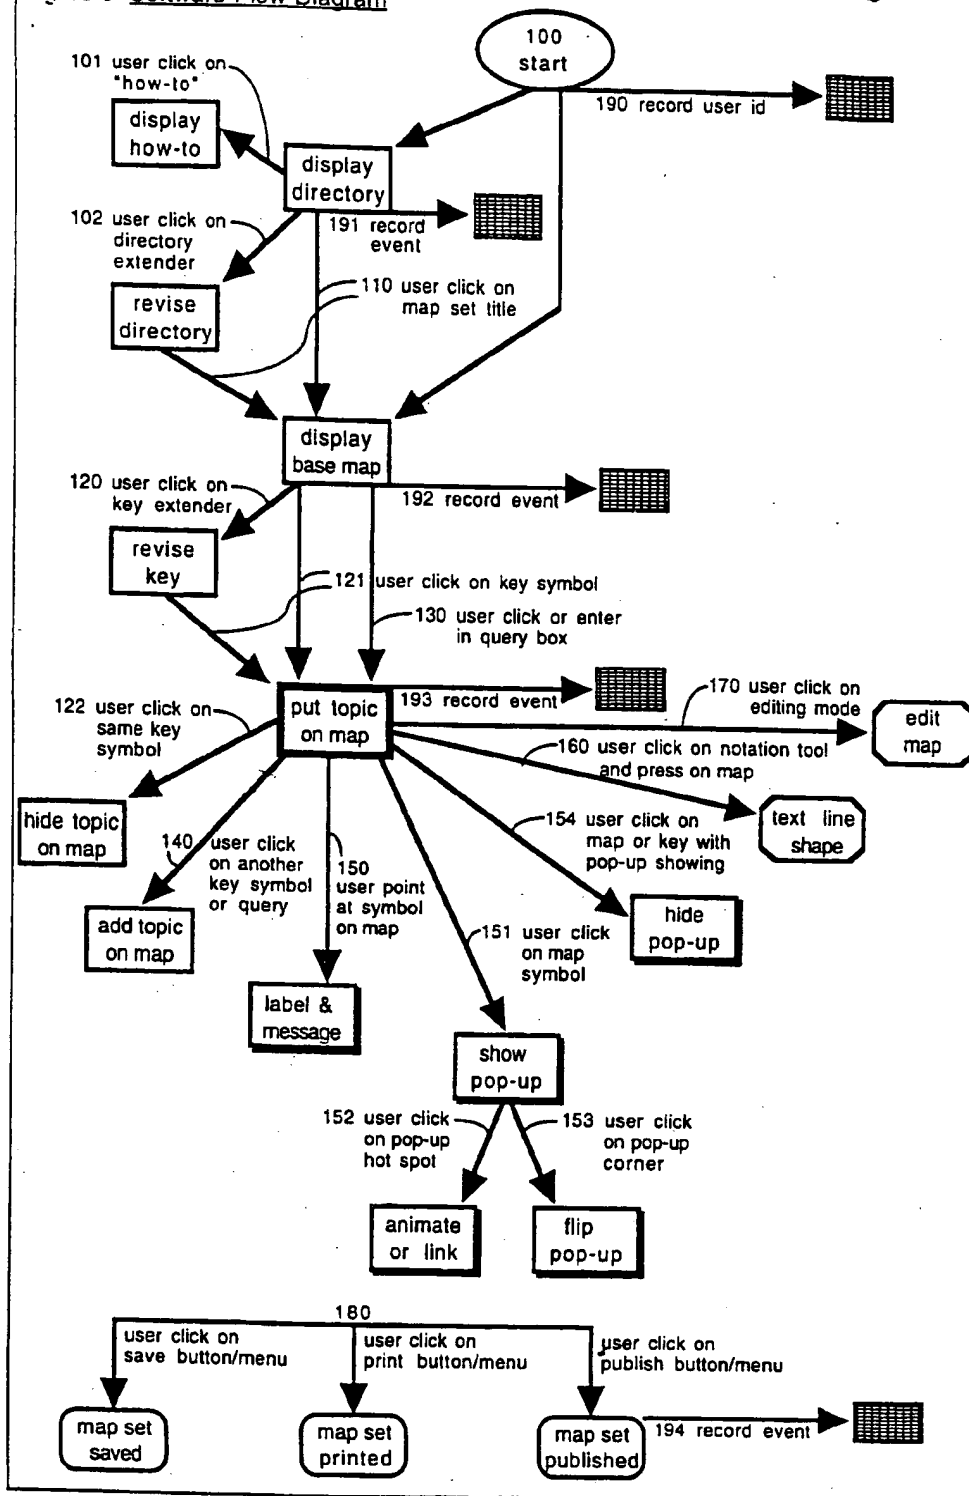 Software Flow Diagram
100
start
101 user click on
"how-to"
190 record user id
display
how-to
display
directory
102 user click on
directory
extender
191 record
event
110 user click on
map set title
revise
directory
display
base map
120 user click on
key extender
192 record event
revise
key
121 user click on key symbol
130 user click or enter
in query box
put topic
on map
193 record event
170 user click on
editing mode
edit
map
122 user click on
same key
symbol
160 user click on notation tool
and press on map
text line
shape
hide topic
on map
140 user click
on another
key symbol
or query
150
user point
at symbol
on map
154 user click on
map or key with
pop-up showing
add topic
on map
hide
pop-up
151 user click
on map
symbol
label &
message
show
pop-up
152 user click
on pop-up
hot spot
153 user click
on pop-up
corner
animate
or link
flip
pop-up
180
user click on
save button/menu
user click on
print button/menu
user click on
publish button/menu
map set
saved
map set
printed
map set
published
194 record event